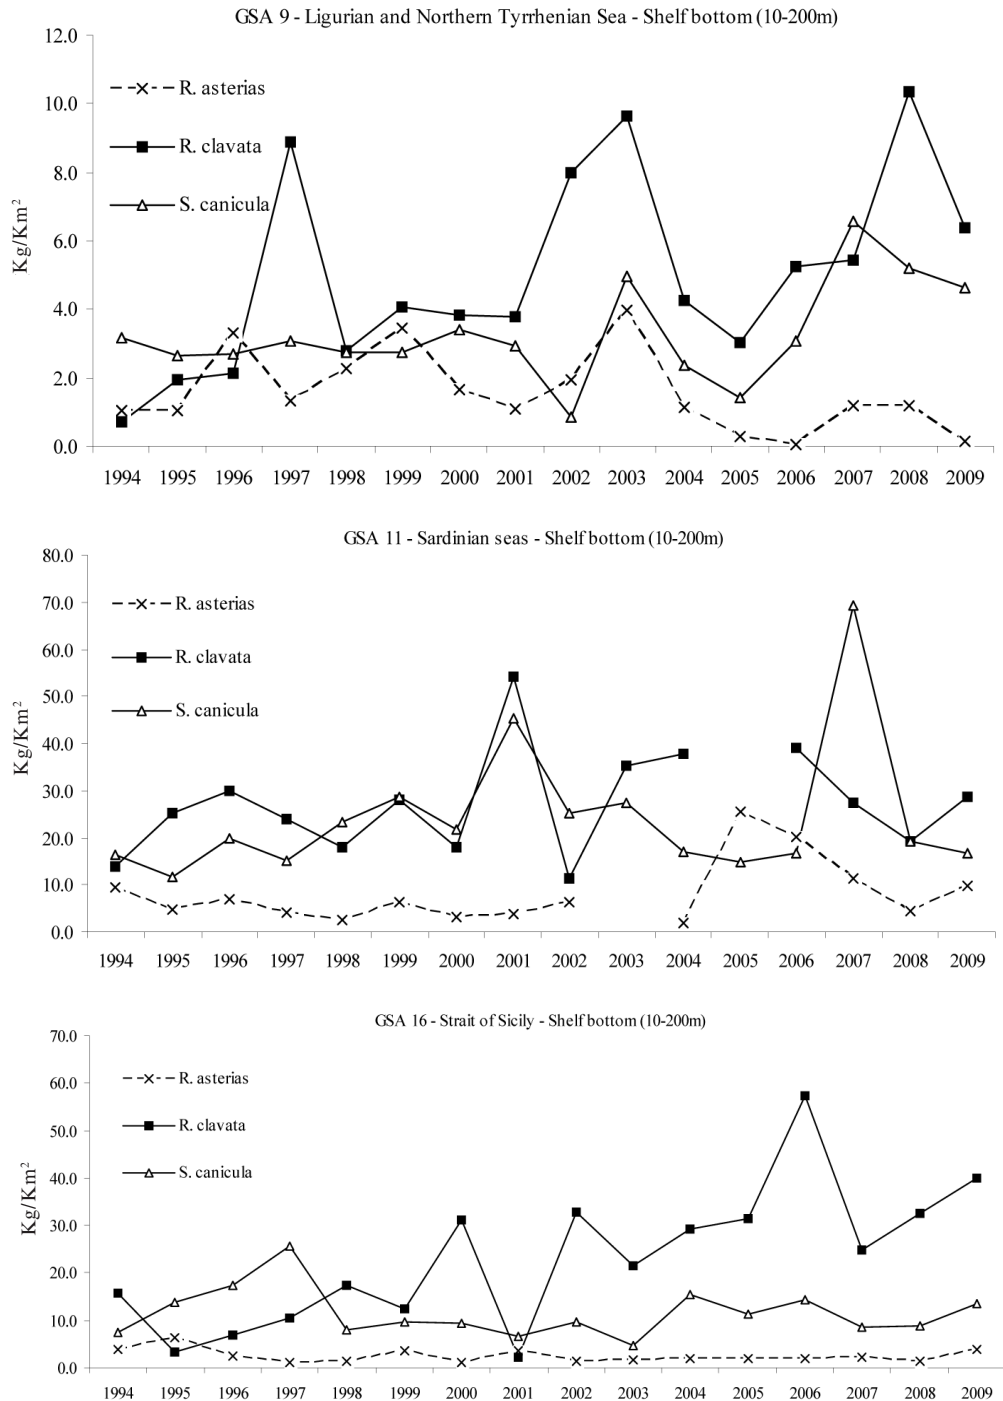 GSA 9 - Ligurian and Northern Tyrrhenian Sea - Shelf bottom (10-200m)
12.0
10.0
8.0
6.0
4.0
2.0
0.0
Kg/Km²
R. asterias
R. clavata
S. canicula
1994 1995 1996 1997 1998 1999 2000 2001 2002 2003 2004 2005 2006 2007 2008 2009
GSA 11 - Sardinian seas - Shelf bottom (10-200m)
80.0
70.0
60.0
50.0
40.0
30.0
20.0
10.0
0.0
Kg/Km²
R. asterias
R. clavata
S. canicula
1994 1995 1996 1997 1998 1999 2000 2001 2002 2003 2004 2005 2006 2007 2008 2009
GSA 16 - Strait of Sicily - Shelf bottom (10-200m)
70.0
60.0
50.0
40.0
30.0
20.0
10.0
0.0
Kg/Km²
R. asterias
R. clavata
S. canicula
1994 1995 1996 1997 1998 1999 2000 2001 2002 2003 2004 2005 2006 2007 2008 2009